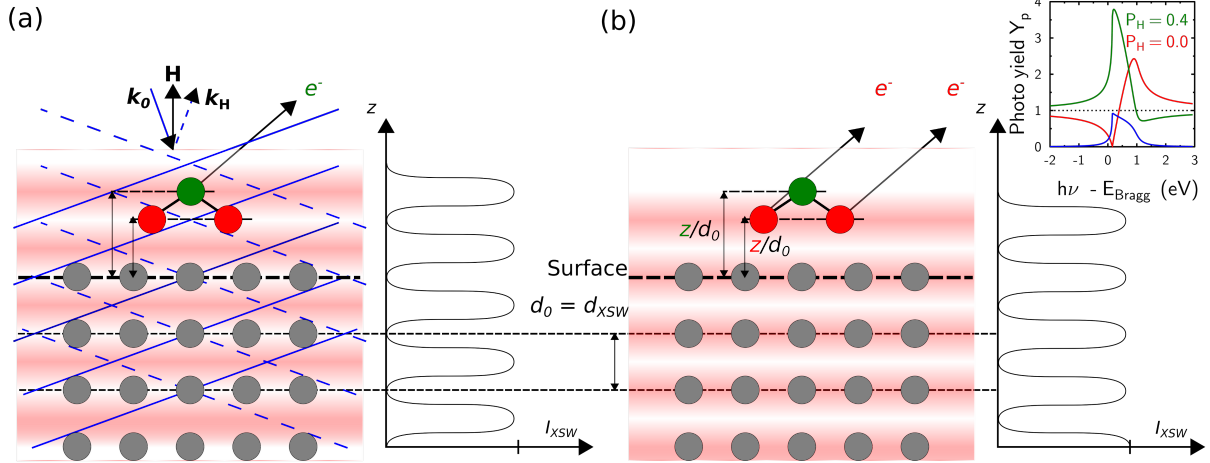 (a)
H
k0
kH
e-
z
IXSW
Surface
d0 = dXSW
(b)
e-
e-
z
z/d0
z/d0
IXSW
Photo yield Yp
4
3
2
1
0
PH = 0.4
PH = 0.0
-2 -1 0 1 2 3
hν - EBragg (eV)